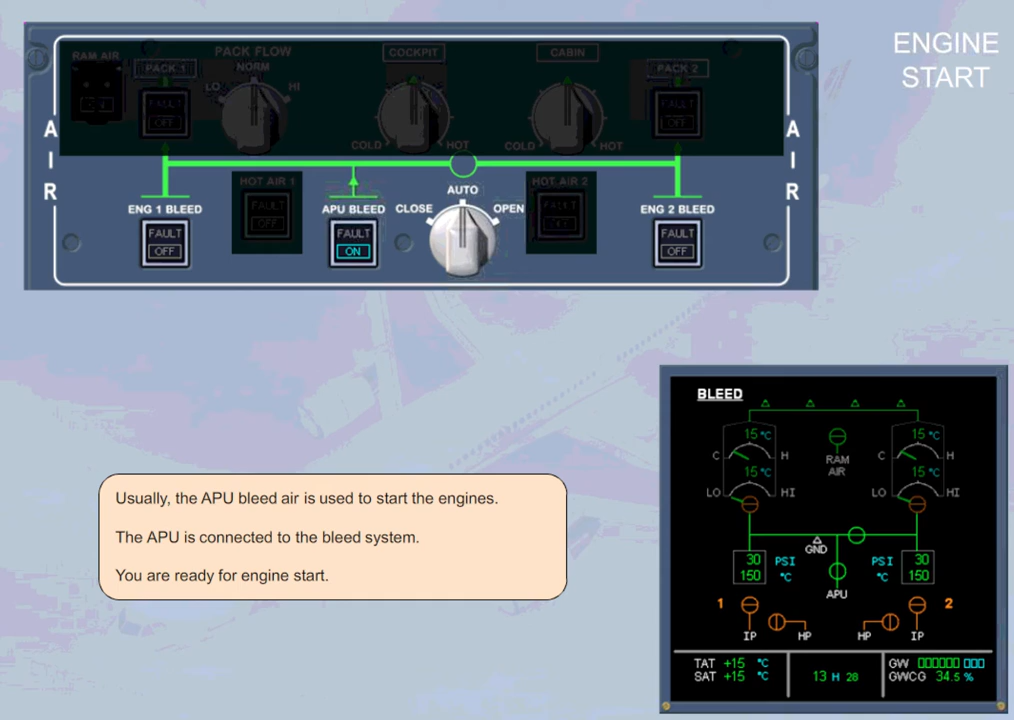 ENGINE
START
RAM AIR
PACK FLOW
COCKPIT
CABIN
PACK 1
NORM
PACK 2
LO
HI
FAULT
OFF
FAULT
OFF
COLD
HOT
COLD
HOT
A
I
R
A
I
R
HOT AIR 1
AUTO
HOT AIR 2
ENG 1 BLEED
APU BLEED
CLOSE
OPEN
ENG 2 BLEED
FAULT
OFF
FAULT
OFF
FAULT
ON
FAULT
FAULT
OFF
BLEED
15 °C
15 °C
C
H
RAM
AIR
C
H
15 °C
15 °C
LO
HI
LO
HI
GND
30
PSI
PSI
30
150
°C
°C
150
APU
1
2
IP
HP
HP
IP
TAT +15 °C
SAT +15 °C
13 H 28
GW
GWCG 34.5 %
Usually, the APU bleed air is used to start the engines.
The APU is connected to the bleed system.
You are ready for engine start.